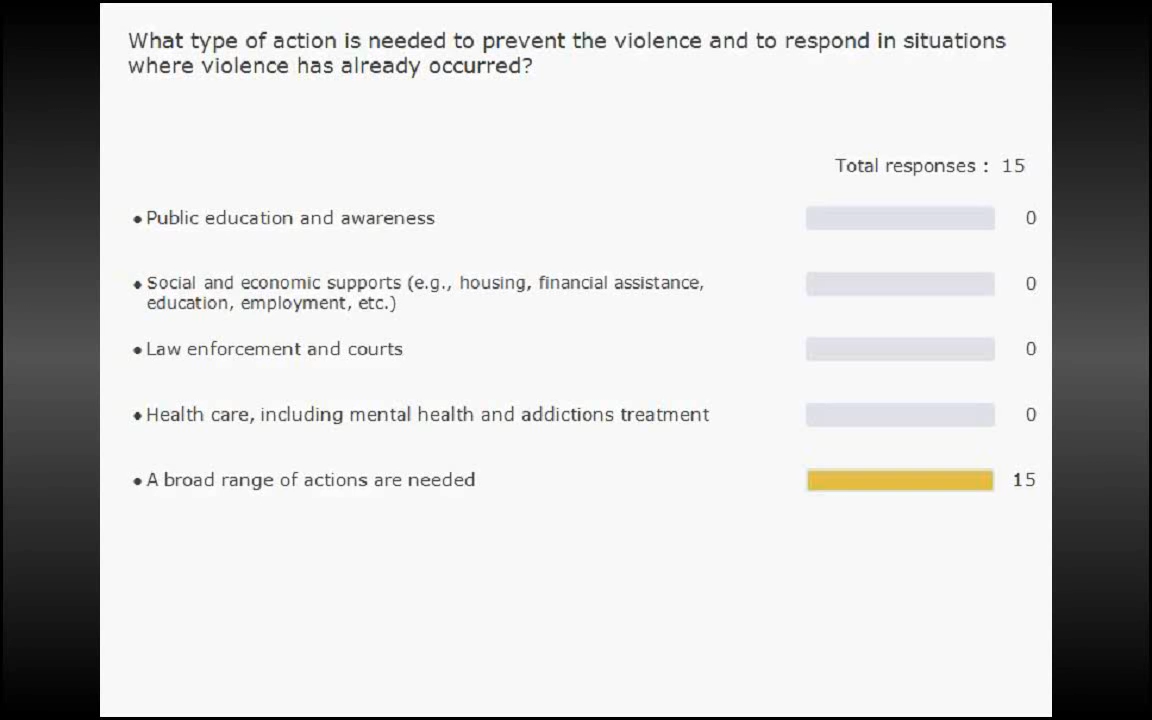 What type of action is needed to prevent the violence and to respond in situations
where violence has already occurred?
Total responses : 15
Public education and awareness 0
Social and economic supports (e.g., housing, financial assistance,
education, employment, etc.) 0
Law enforcement and courts 0
Health care, including mental health and addictions treatment 0
A broad range of actions are needed 15